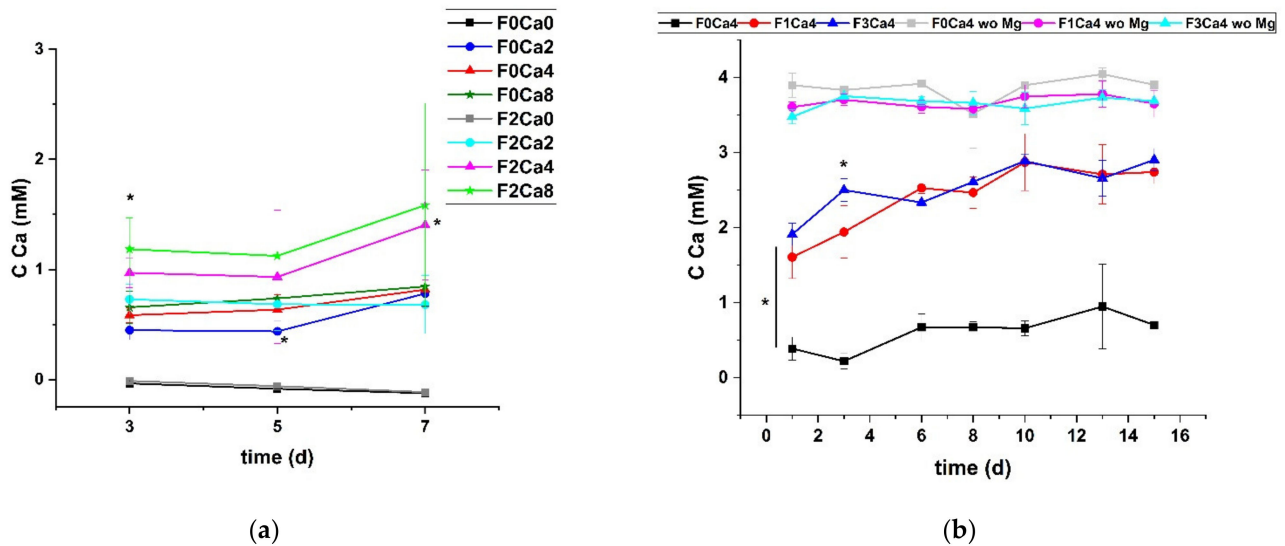 F0Ca0
F0Ca2
F0Ca4
F0Ca8
F2Ca0
F2Ca2
F2Ca4
F2Ca8
3
2
1
0
C Ca (mM)
*
*
*
3
5
7
time (d)
(a)
F0Ca4 F1Ca4 F3Ca4 F0Ca4 wo Mg F1Ca4 wo Mg F3Ca4 wo Mg
4
3
2
1
0
C Ca (mM)
*
*
0 2 4 6 8 10 12 14 16
time (d)
(b)